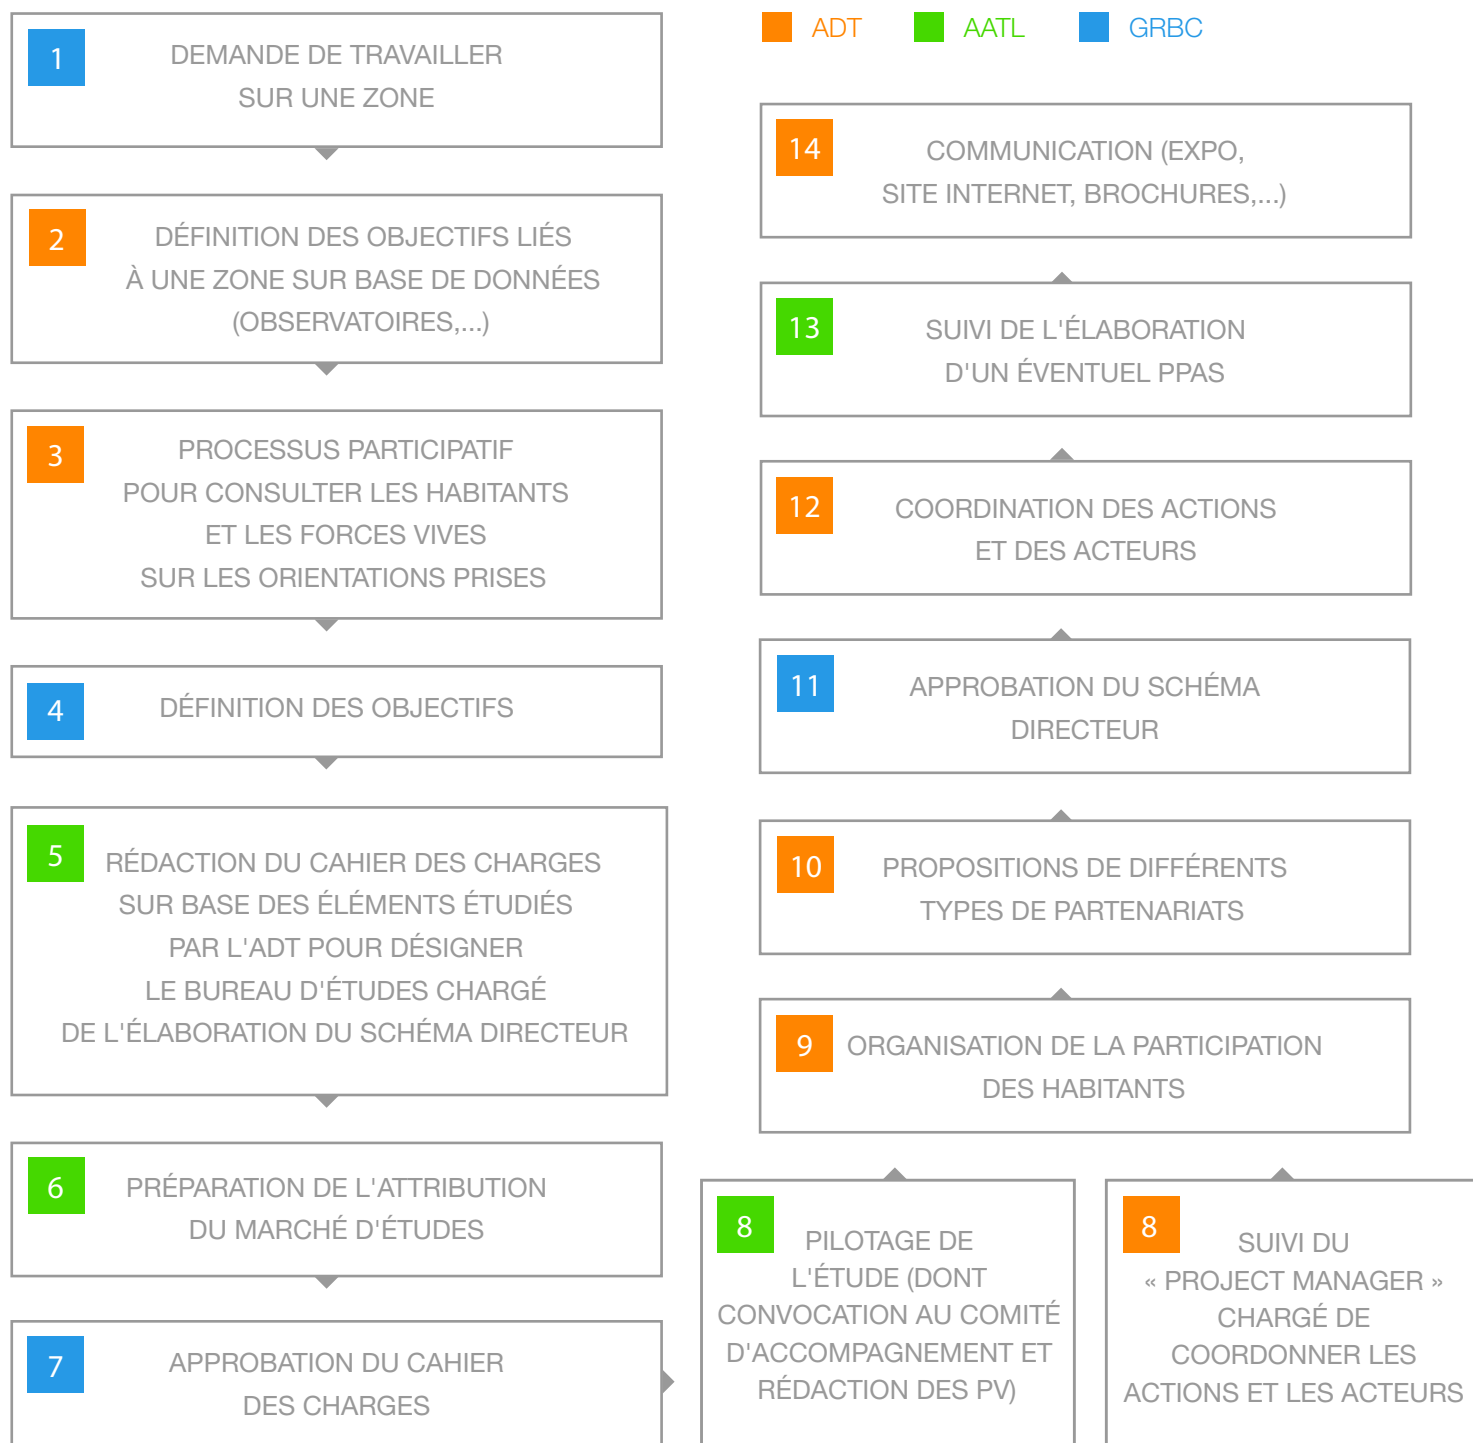 1
DEMANDE DE TRAVAILLER
SUR UNE ZONE
2
DÉFINITION DES OBJECTIFS LIÉS
À UNE ZONE SUR BASE DE DONNÉES
(OBSERVATOIRES,...)
3
PROCESSUS PARTICIPATIF
POUR CONSULTER LES HABITANTS
ET LES FORCES VIVES
SUR LES ORIENTATIONS PRISES
4
DÉFINITION DES OBJECTIFS
5
RÉDACTION DU CAHIER DES CHARGES
SUR BASE DES ÉLÉMENTS ÉTUDIÉS
PAR L'ADT POUR DÉSIGNER
LE BUREAU D'ÉTUDES CHARGÉ
DE L'ÉLABORATION DU SCHÉMA DIRECTEUR
6
PRÉPARATION DE L'ATTRIBUTION
DU MARCHÉ D'ÉTUDES
7
APPROBATION DU CAHIER
DES CHARGES
ADT AATL GRBC
14
COMMUNICATION (EXPO,
SITE INTERNET, BROCHURES,...)
13
SUIVI DE L'ÉLABORATION
D'UN ÉVENTUEL PPAS
12
COORDINATION DES ACTIONS
ET DES ACTEURS
11
APPROBATION DU SCHÉMA
DIRECTEUR
10
PROPOSITIONS DE DIFFÉRENTS
TYPES DE PARTENARIATS
9
ORGANISATION DE LA PARTICIPATION
DES HABITANTS
8
PILOTAGE DE
L'ÉTUDE (DONT
CONVOCATION AU COMITÉ
D'ACCOMPAGNEMENT ET
RÉDACTION DES PV)
8
SUIVI DU
« PROJECT MANAGER »
CHARGÉ DE
COORDONNER LES
ACTIONS ET LES ACTEURS